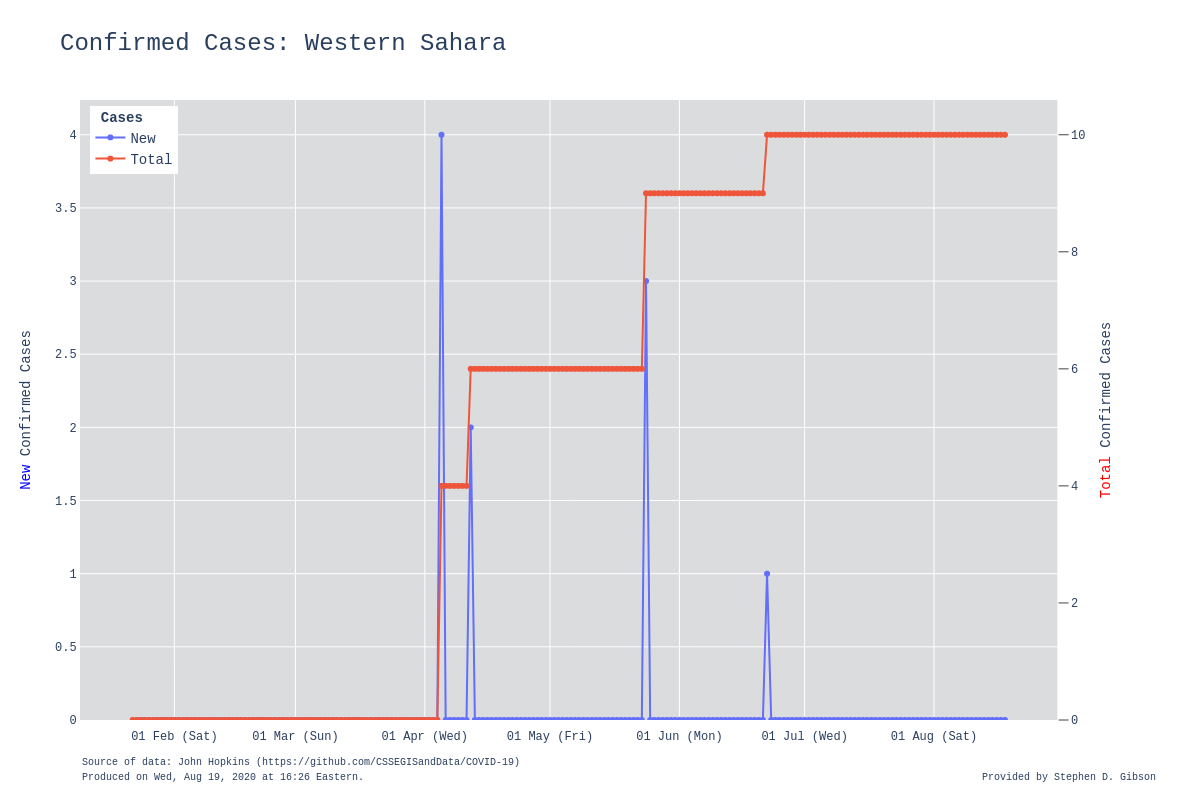 Confirmed Cases: Western Sahara
Cases
New
Total
4
3.5
3
2.5
2
1.5
1
0.5
0
New Confirmed Cases
10
8
6
4
2
0
Total Confirmed Cases
01 Feb (Sat) 01 Mar (Sun) 01 Apr (Wed) 01 May (Fri) 01 Jun (Mon) 01 Jul (Wed) 01 Aug (Sat)
Source of data: John Hopkins (https://github.com/CSSEGISandData/COVID-19)
Produced on Wed, Aug 19, 2020 at 16:26 Eastern.
Provided by Stephen D. Gibson